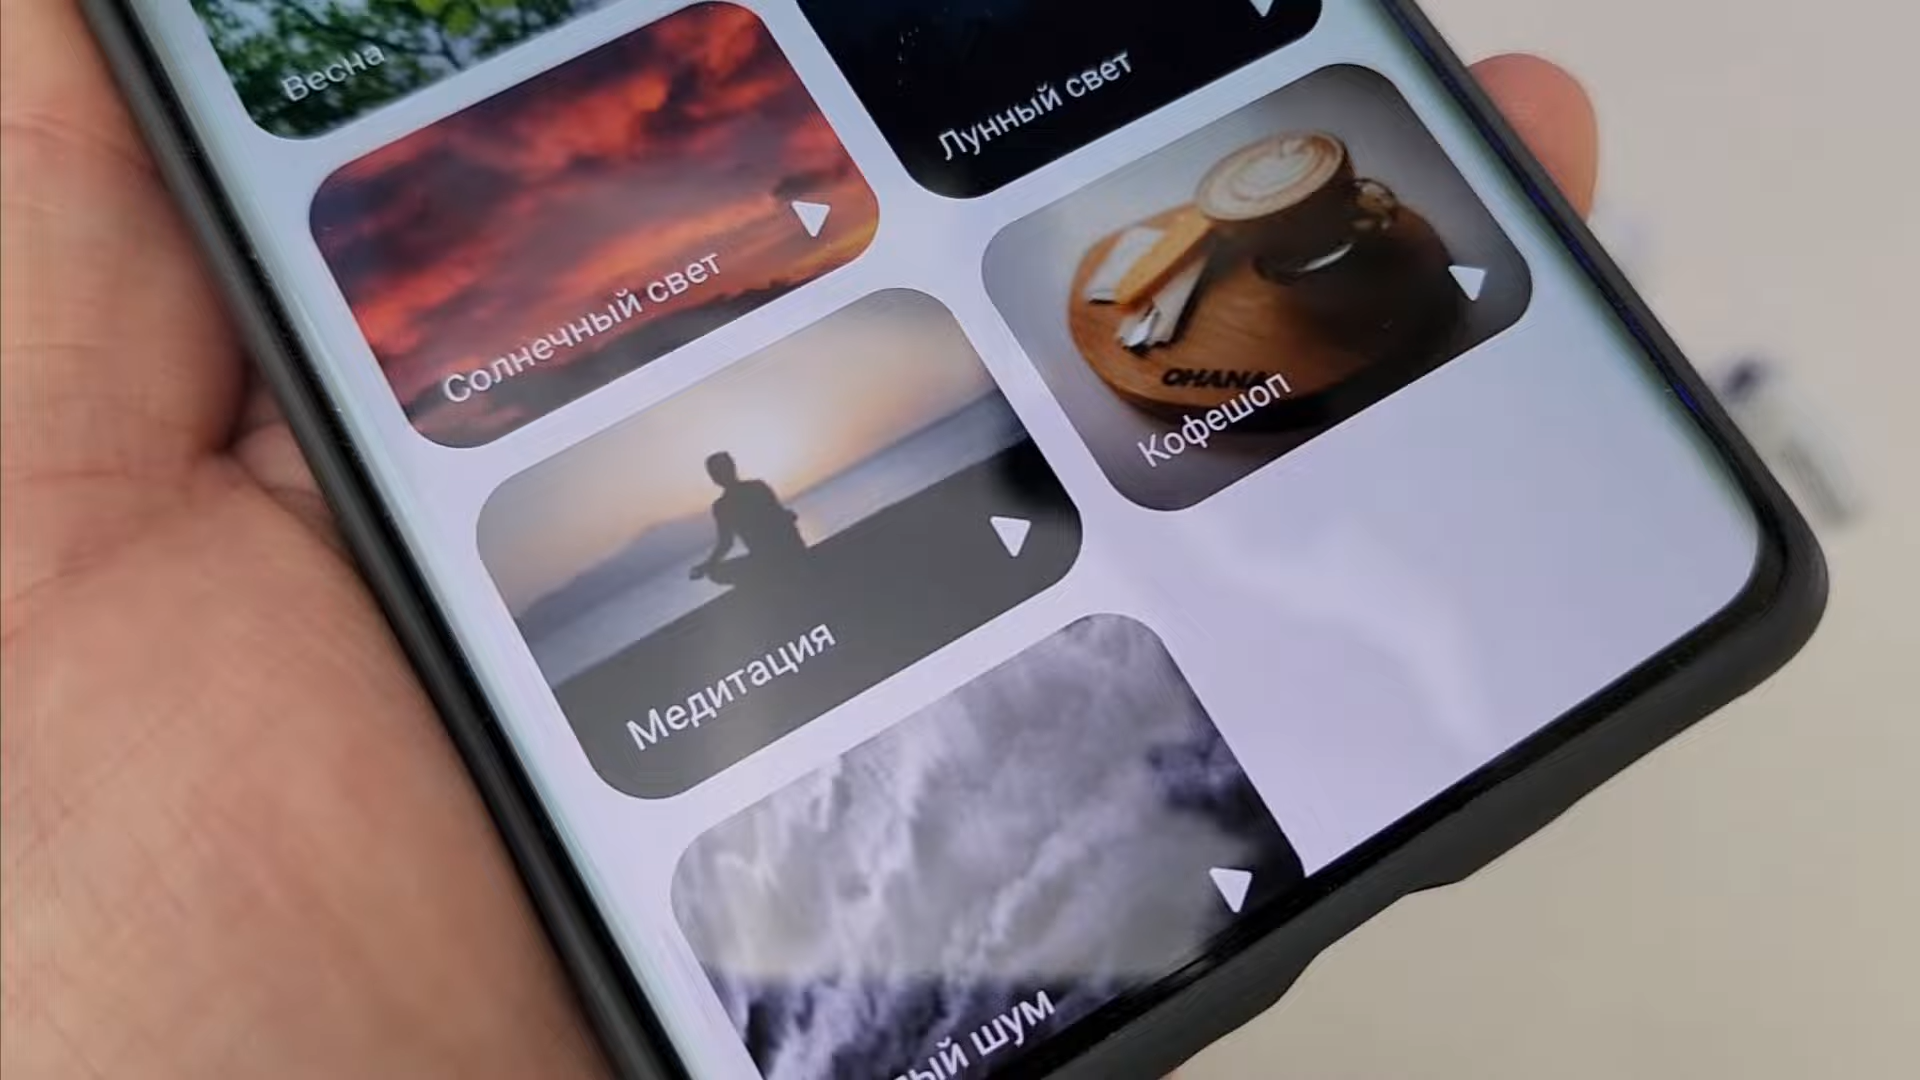 Весна
Лунный свет
Солнечный свет
OHANA
Кофешоп
Медитация
шум